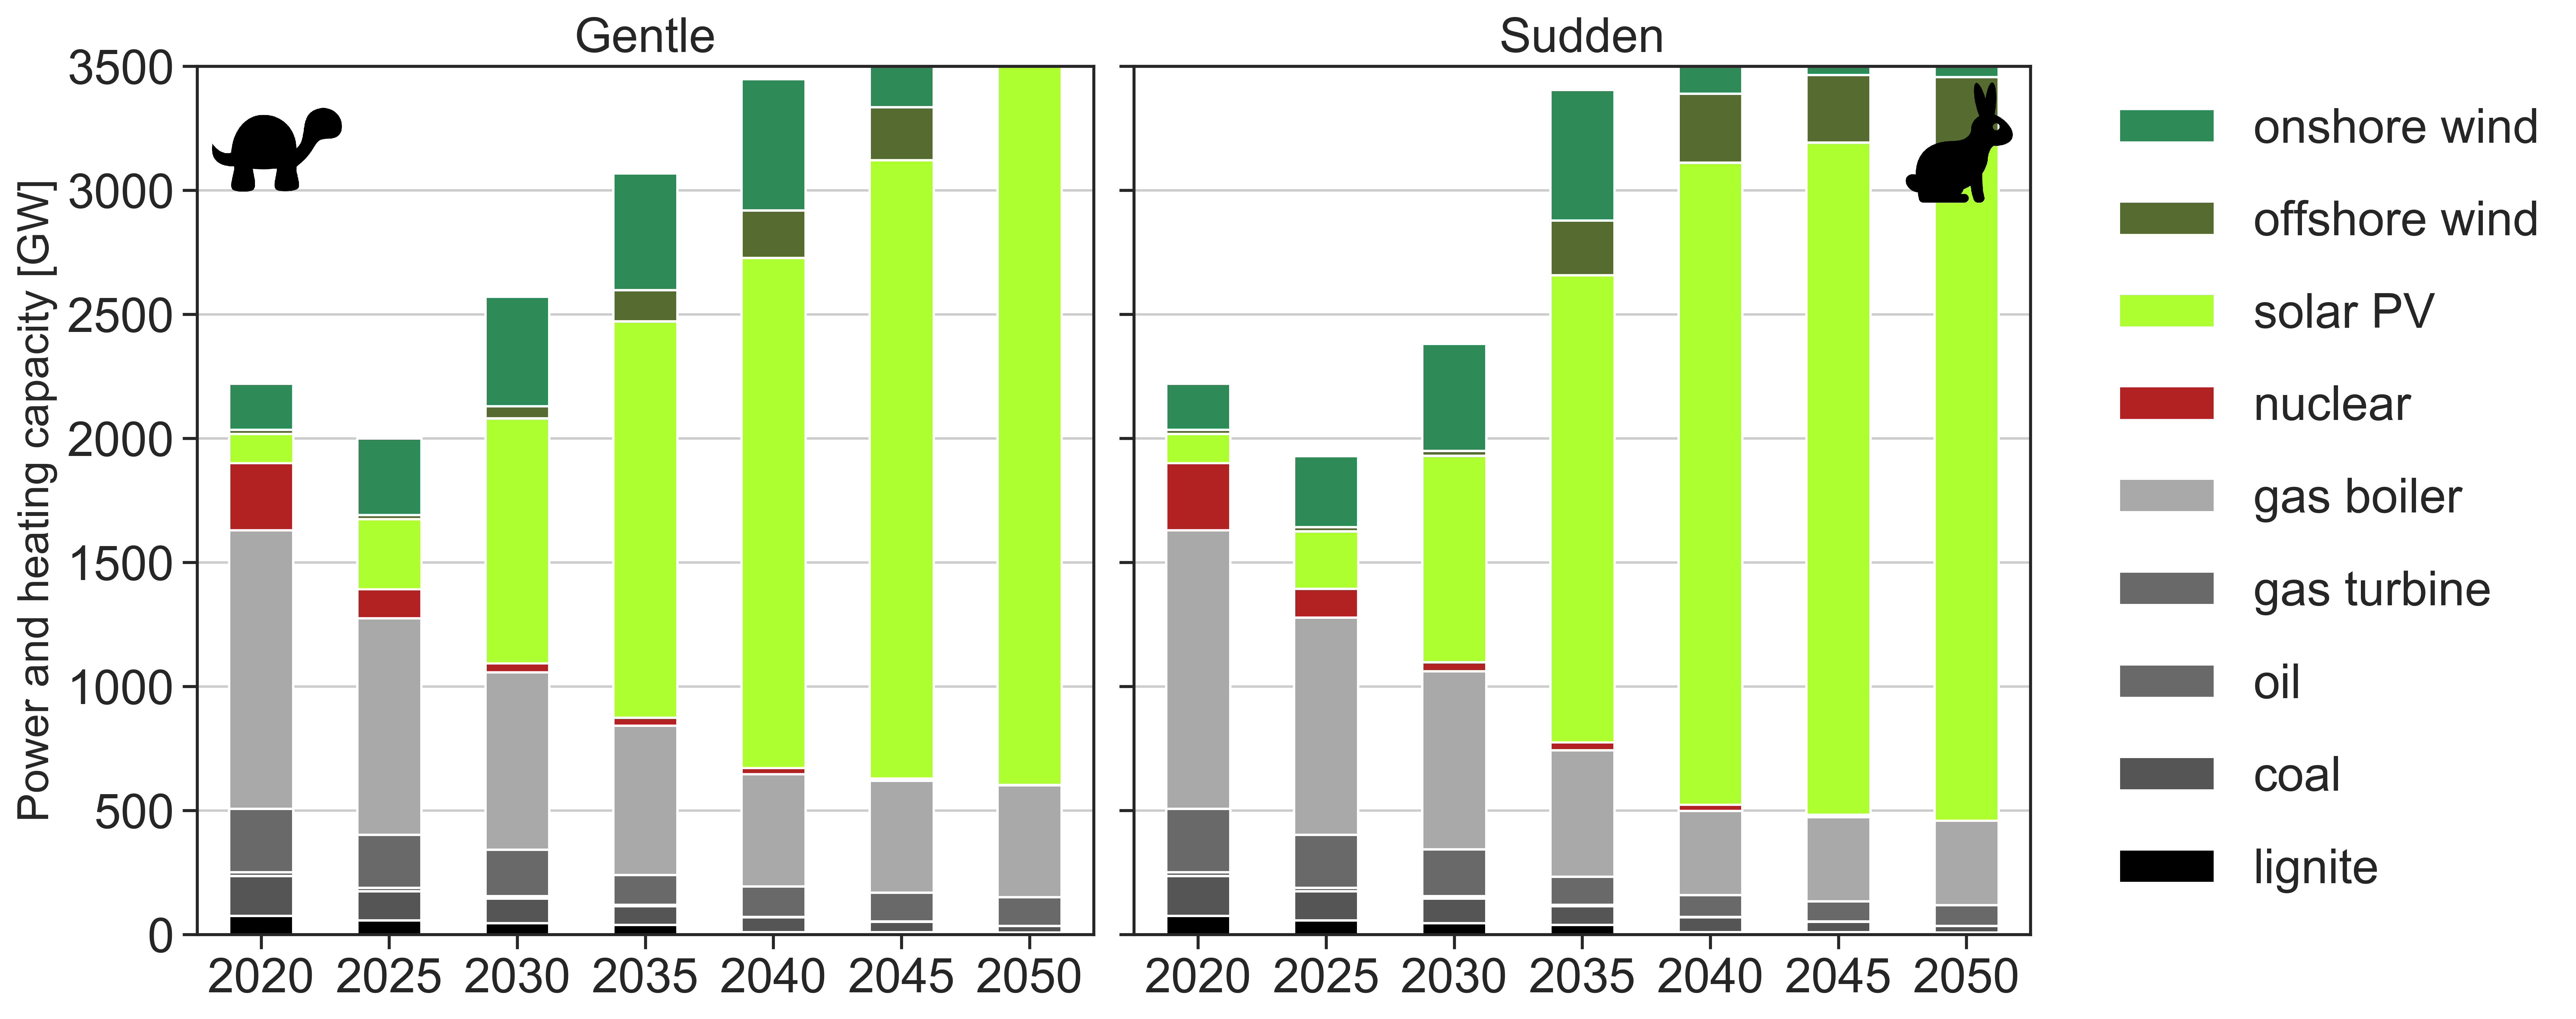 Gentle
Sudden
Power and heating capacity [GW]
3500
3000
2500
2000
1500
1000
500
0
2020 2025 2030 2035 2040 2045 2050
2020 2025 2030 2035 2040 2045 2050
onshore wind
offshore wind
solar PV
nuclear
gas boiler
gas turbine
oil
coal
lignite